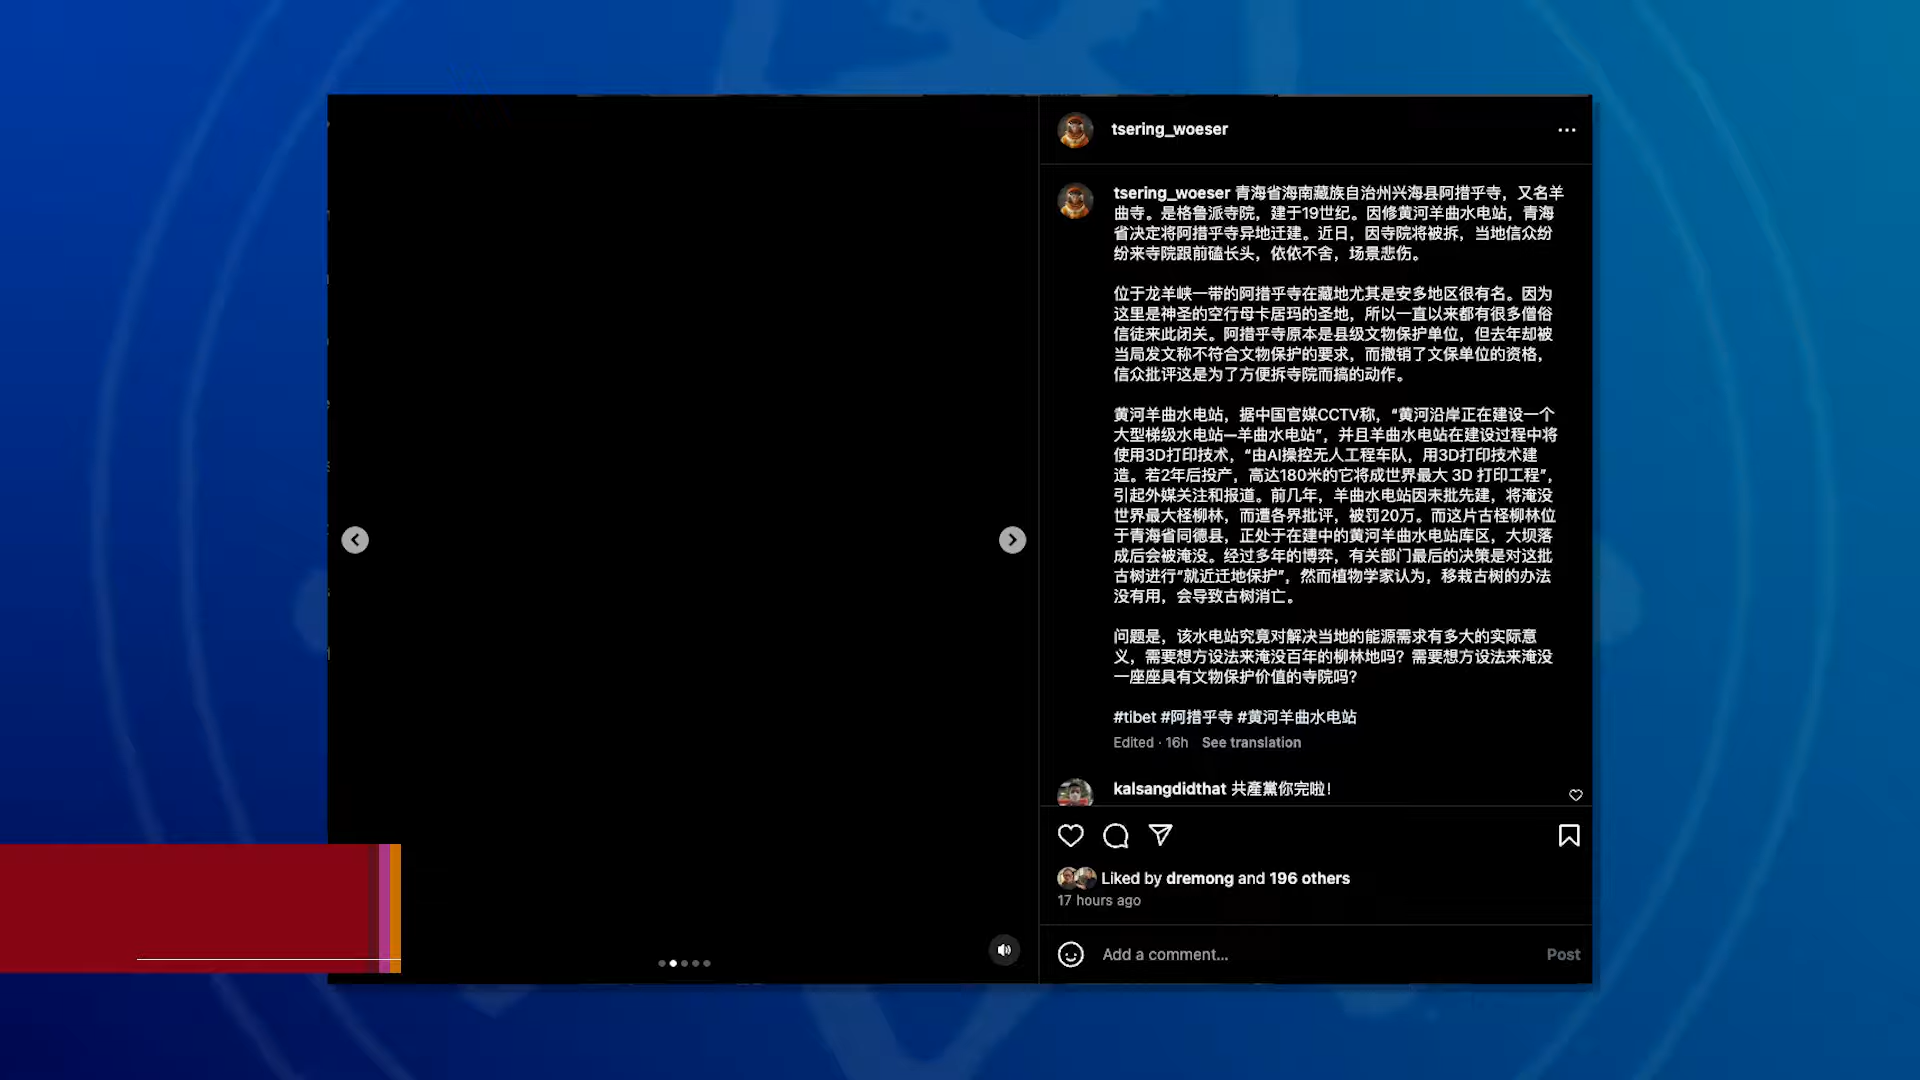 tsering_woeser
tsering_woeser 青海省海南藏族自治州兴海县阿措乎寺，又名羊
曲寺。是格鲁派寺院，建于19世纪。因修黄河羊曲水电站，青海
省决定将阿措乎寺异地迁建。近日，因寺院将被拆，当地信众纷
纷来寺院跟前磕长头，依依不舍，场景悲伤。
位于龙羊峡一带的阿措乎寺在藏地尤其是安多地区很有名。因为
这里是神圣的空行母卡居玛的圣地，所以一直以来都有很多僧俗
信徒来此闭关。阿措乎寺原本是县级文物保护单位，但去年却被
当局发文称不符合文物保护的要求，而撤销了文保单位的资格，
信众批评这是为了方便拆寺院而搞的动作。
黄河羊曲水电站，据中国官媒CCTV称，“黄河沿岸正在建设一个
大型梯级水电站—羊曲水电站”，并且羊曲水电站在建设过程中将
使用3D打印技术，“由AI操控无人工程车队，用3D打印技术建
造。若2年后投产，高达180米的它将成世界最大 3D 打印工程”，
引起外媒关注和报道。前几年，羊曲水电站因未批先建，将淹没
世界最大柽柳林，而遭各界批评，被罚20万。而这片古柽柳林位
于青海省同德县，正处于在建中的黄河羊曲水电站库区，大坝落
成后会被淹没。经过多年的博弈，有关部门最后的决策是对这批
古树进行“就近迁地保护”，然而植物学家认为，移栽古树的办法
没有用，会导致古树消亡。
问题是，该水电站究竟对解决当地的能源需求有多大的实际意
义，需要想方设法来淹没百年的柳林地吗？需要想方设法来淹没
一座座具有文物保护价值的寺院吗？
#tibet #阿措乎寺 #黄河羊曲水电站
Edited · 16h See translation
kalsangdidthat 共產黨你完啦！
Liked by dremong and 196 others
17 hours ago
Add a comment...
Post